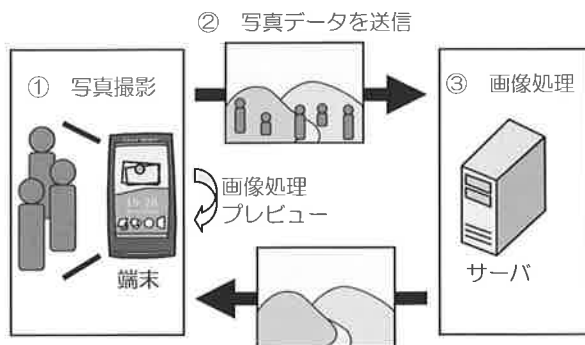 ② 写真データを送信
① 写真撮影
③ 画像処理
画像処理
プレビュー
端末
サーバ